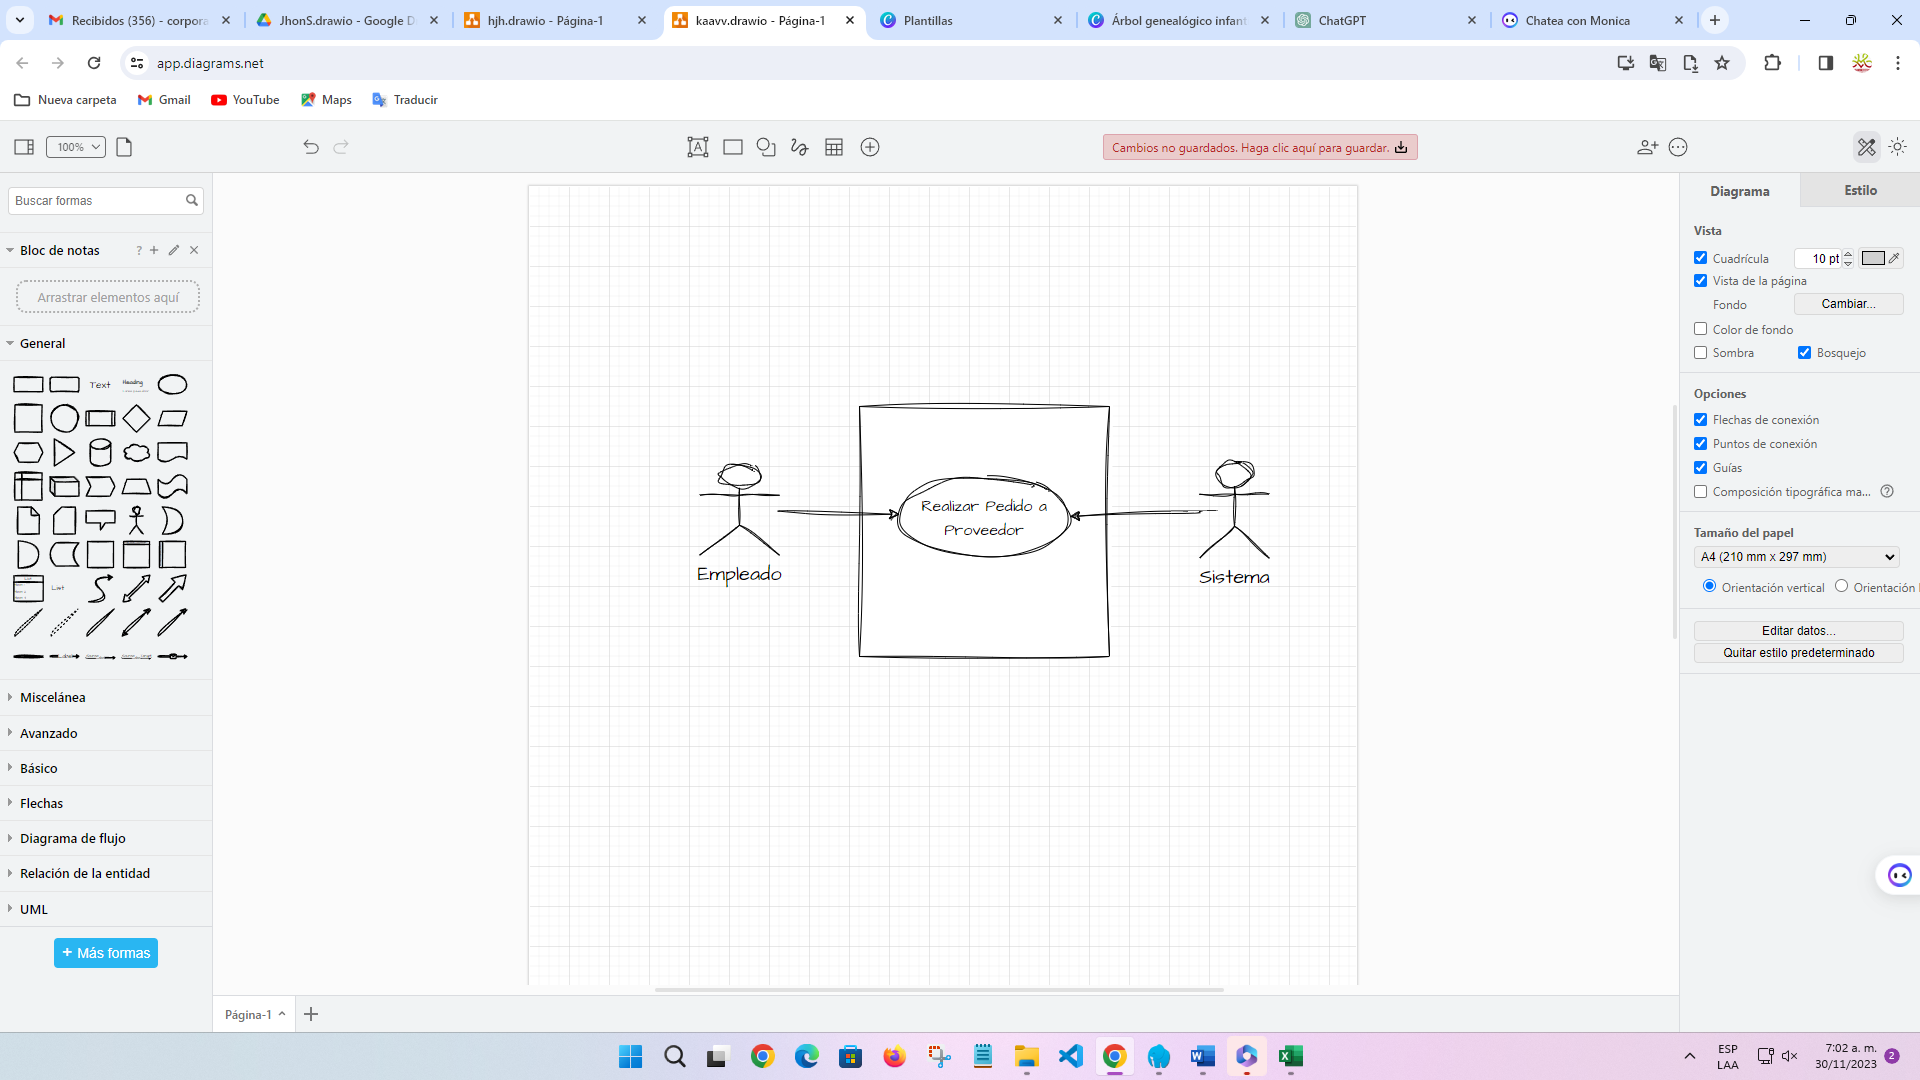 Recibidos (356) - corpora
JhonS.drawio - Google D
hjh.drawio - Página-1
kaavv.drawio - Página-1
Plantillas
Árbol genealógico infant
ChatGPT
Chatea con Monica
app.diagrams.net
Nueva carpeta
Gmail
YouTube
Maps
Traducir
100%
Cambios no guardados. Haga clic aquí para guardar.
Buscar formas
Bloc de notas
?
Arrastrar elementos aquí
General
Text
Heading
List
Misceláneа
Avanzado
Básico
Flechas
Diagrama de flujo
Relación de la entidad
UML
+ Más formas
Empleado
Realizar Pedido a
Proveedor
Sistema
Diagrama
Estilo
Vista
Cuadrícula
10 pt
Vista de la página
Fondo
Cambiar...
Color de fondo
Sombra
Bosquejo
Opciones
Flechas de conexión
Puntos de conexión
Guías
Composición tipográfica ma...
Tamaño del papel
A4 (210 mm x 297 mm)
Orientación vertical
Orientación
Editar datos...
Quitar estilo predeterminado
Página-1
ESP
LAA
7:02 a. m.
30/11/2023
2